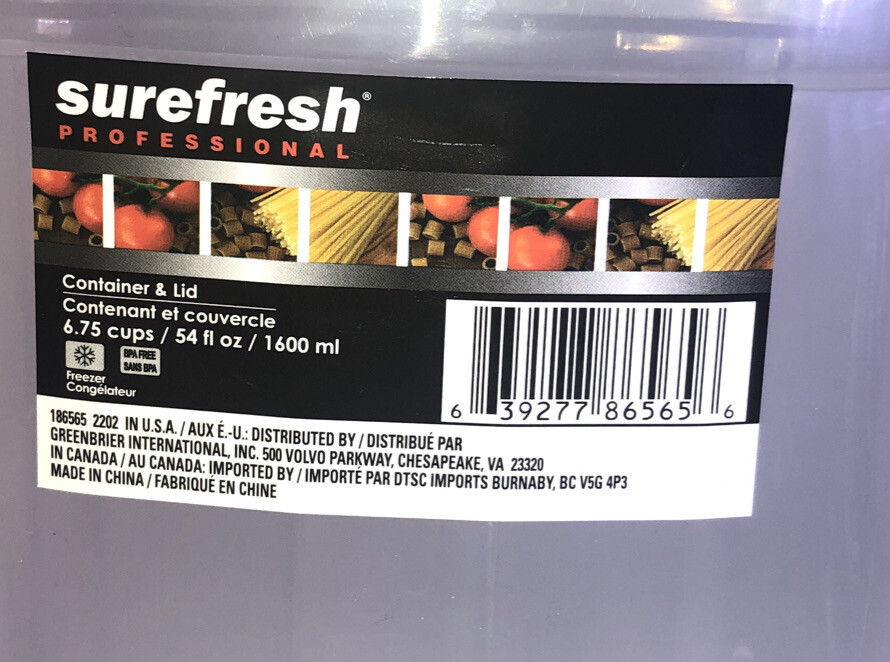 surefresh®
PROFESSIONAL
Container & Lid
Contenant et couvercle
6.75 cups / 54 fl oz / 1600 ml
BPA FREE
SANS BPA
Freezer
Congélateur
6 39277 86565 6
186565 2202 IN U.S.A. / AUX É.-U.: DISTRIBUTED BY / DISTRIBUÉ PAR
GREENBRIER INTERNATIONAL, INC. 500 VOLVO PARKWAY, CHESAPEAKE, VA 23320
IN CANADA / AU CANADA: IMPORTED BY / IMPORTÉ PAR DTSC IMPORTS BURNABY, BC V5G 4P3
MADE IN CHINA / FABRIQUÉ EN CHINE